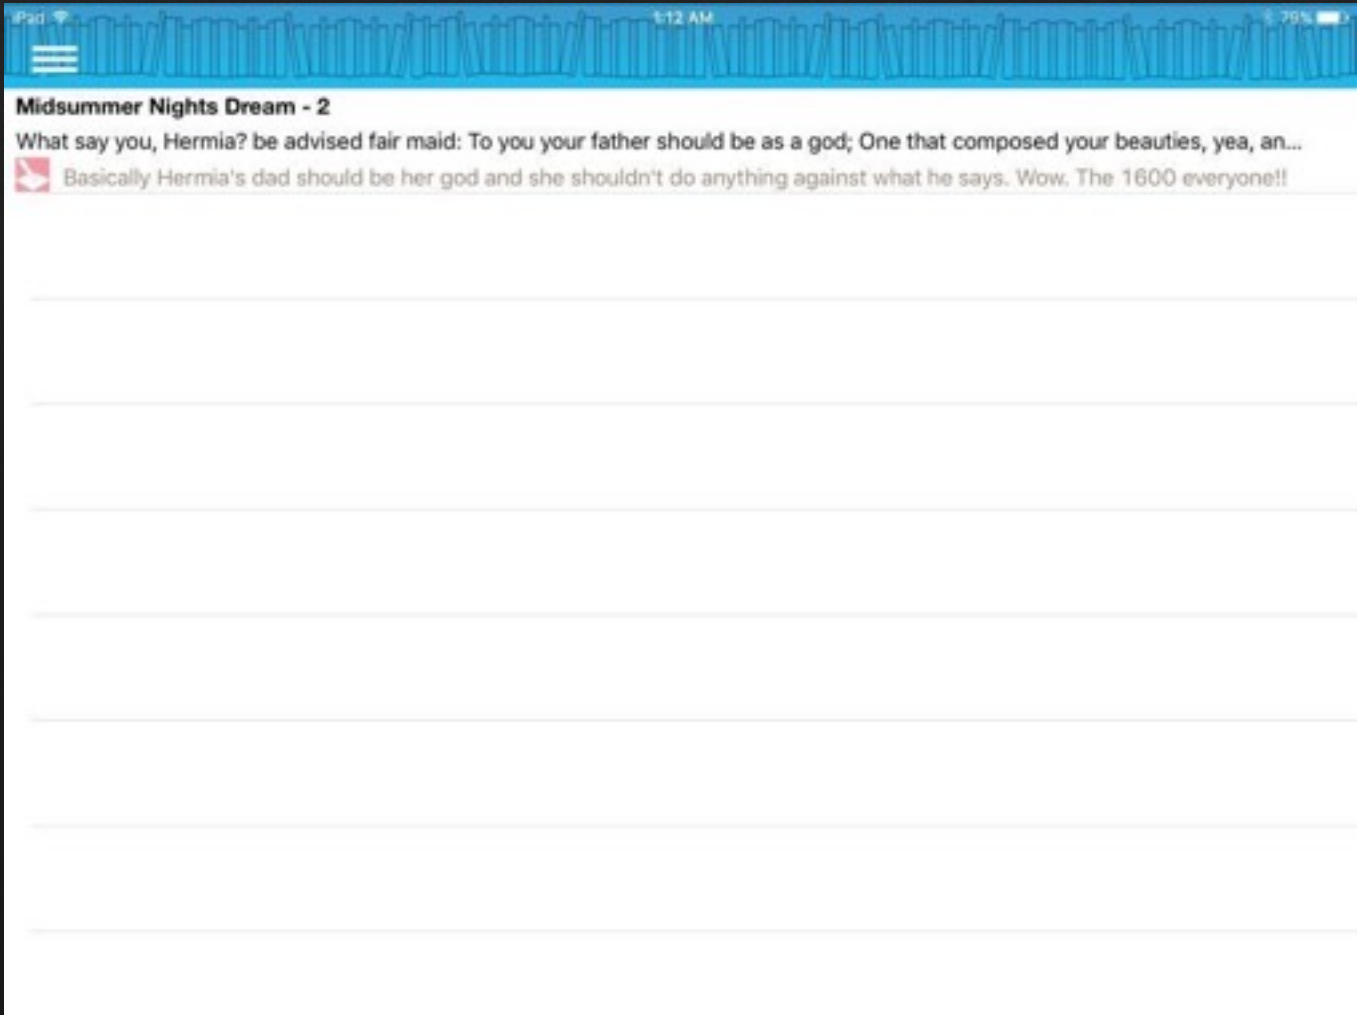 iPad
1:12 AM
79%
Midsummer Nights Dream - 2
What say you, Hermia? be advised fair maid: To you your father should be as a god; One that composed your beauties, yea, an...
Basically Hermia's dad should be her god and she shouldn't do anything against what he says. Wow. The 1600 everyone!!